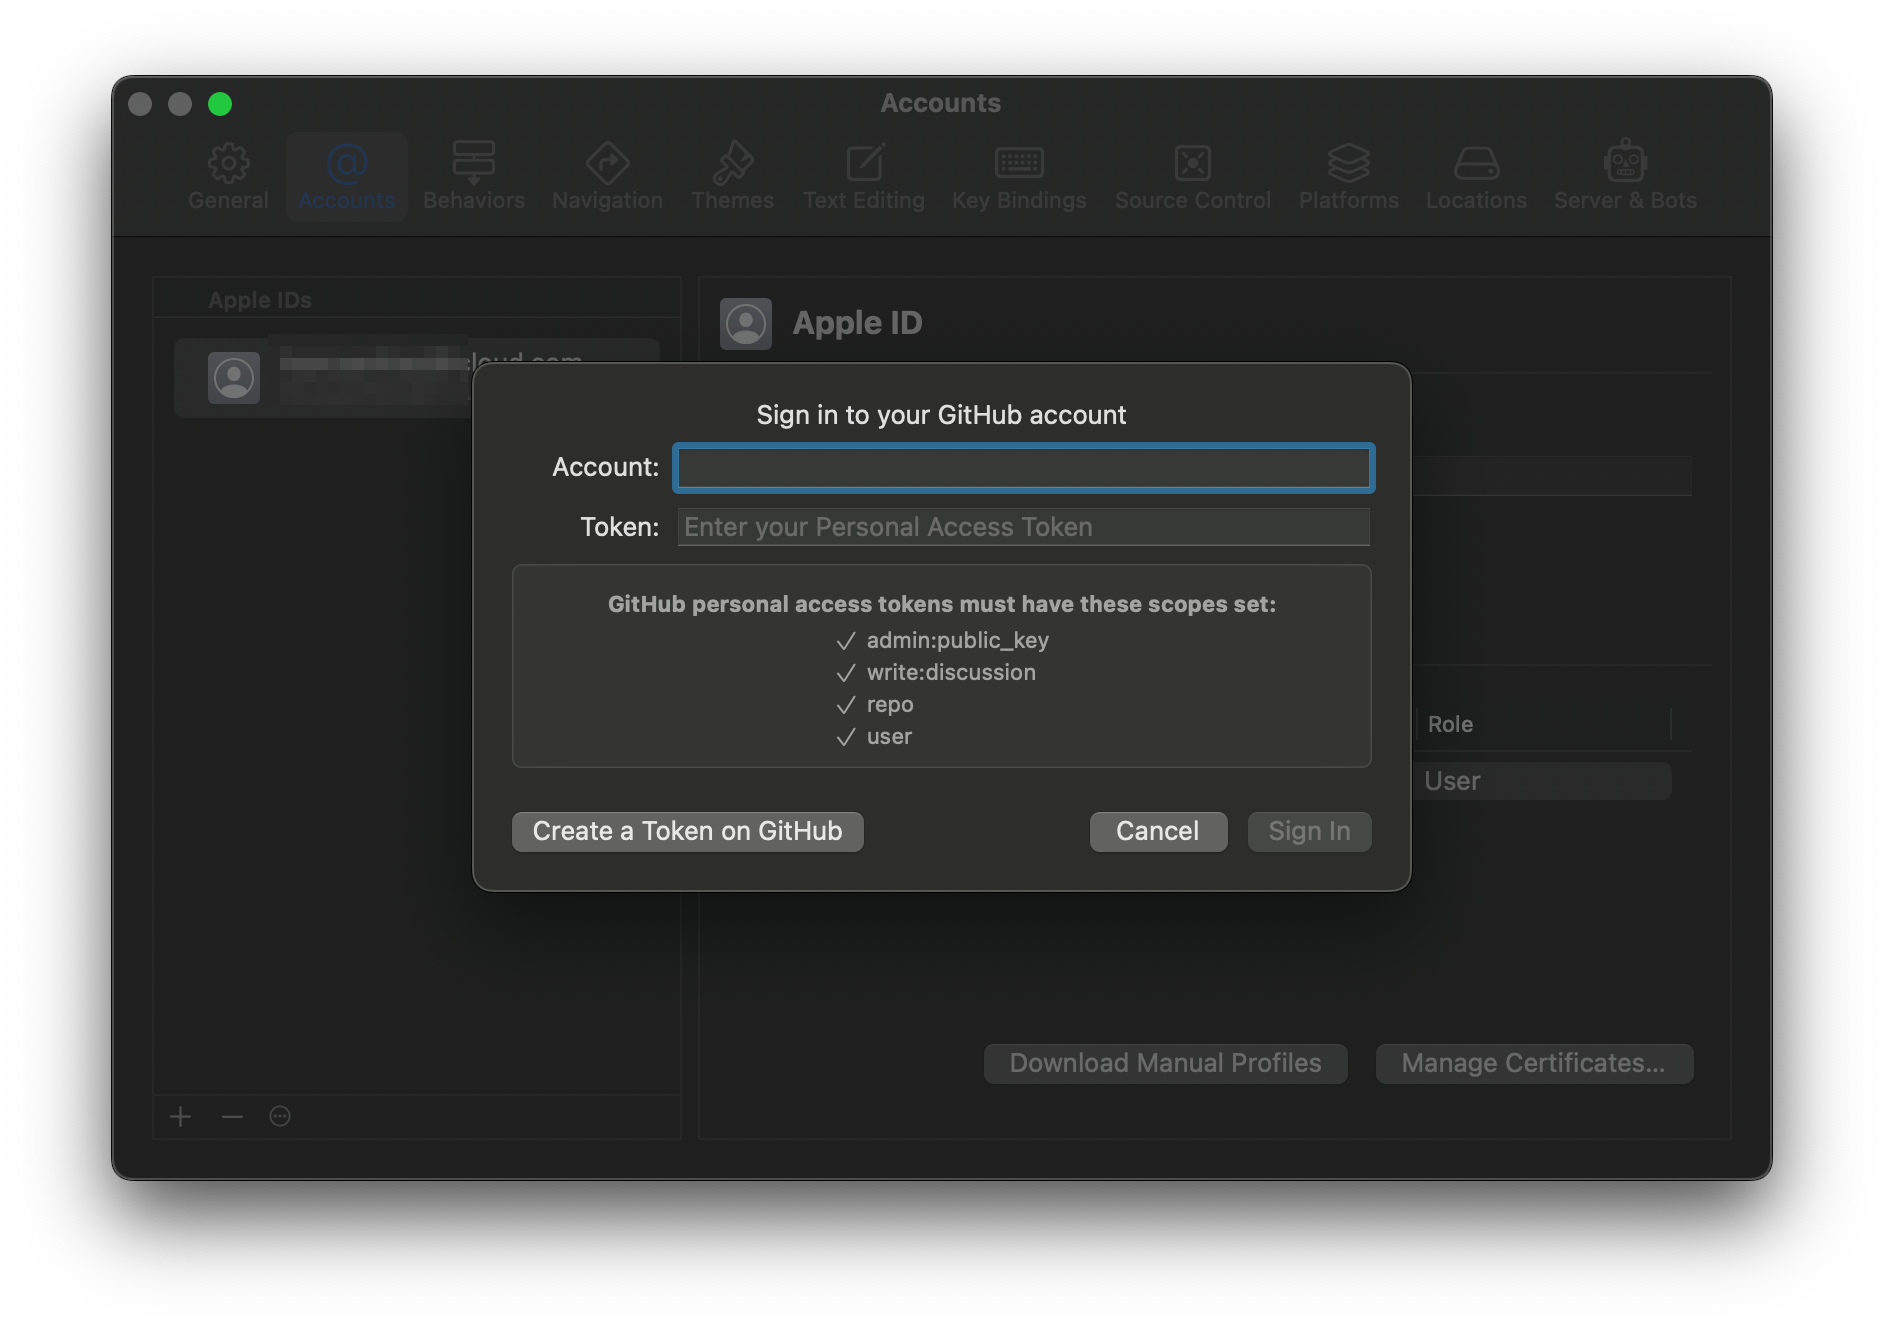 Accounts
General
Accounts
Behaviors
Navigation
Themes
Text Editing
Key Bindings
Source Control
Platforms
Locations
Server & Bots
Apple IDs
Apple ID
Sign in to your GitHub account
Account:
Token: Enter your Personal Access Token
GitHub personal access tokens must have these scopes set:
✓ admin:public_key
✓ write:discussion
✓ repo
✓ user
Role
User
Create a Token on GitHub
Cancel
Sign In
Download Manual Profiles
Manage Certificates...